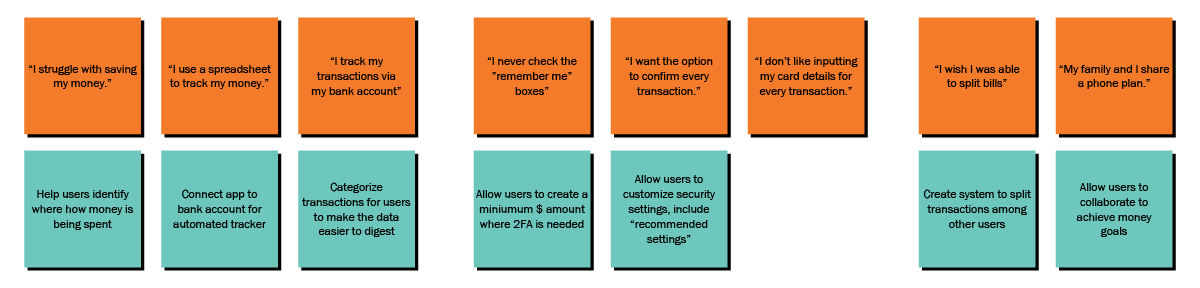 “I struggle with saving
my money.”
“I use a spreadsheet
to track my money.”
“I track my
transactions via
my bank account”
“I never check the
”remember me”
boxes”
“I want the option
to confirm every
transaction.”
“I don’t like inputting
my card details for
every transaction.”
“I wish I was able
to split bills”
“My family and I share
a phone plan.”
Help users identify
where how money is
being spent
Connect app to
bank account for
automated tracker
Categorize
transactions for users
to make the data
easier to digest
Allow users to create a
miniumum $ amount
where 2FA is needed
Allow users to
customize security
settings, include
“recommended
settings”
Create system to split
transactions among
other users
Allow users to
collaborate to
achieve money
goals